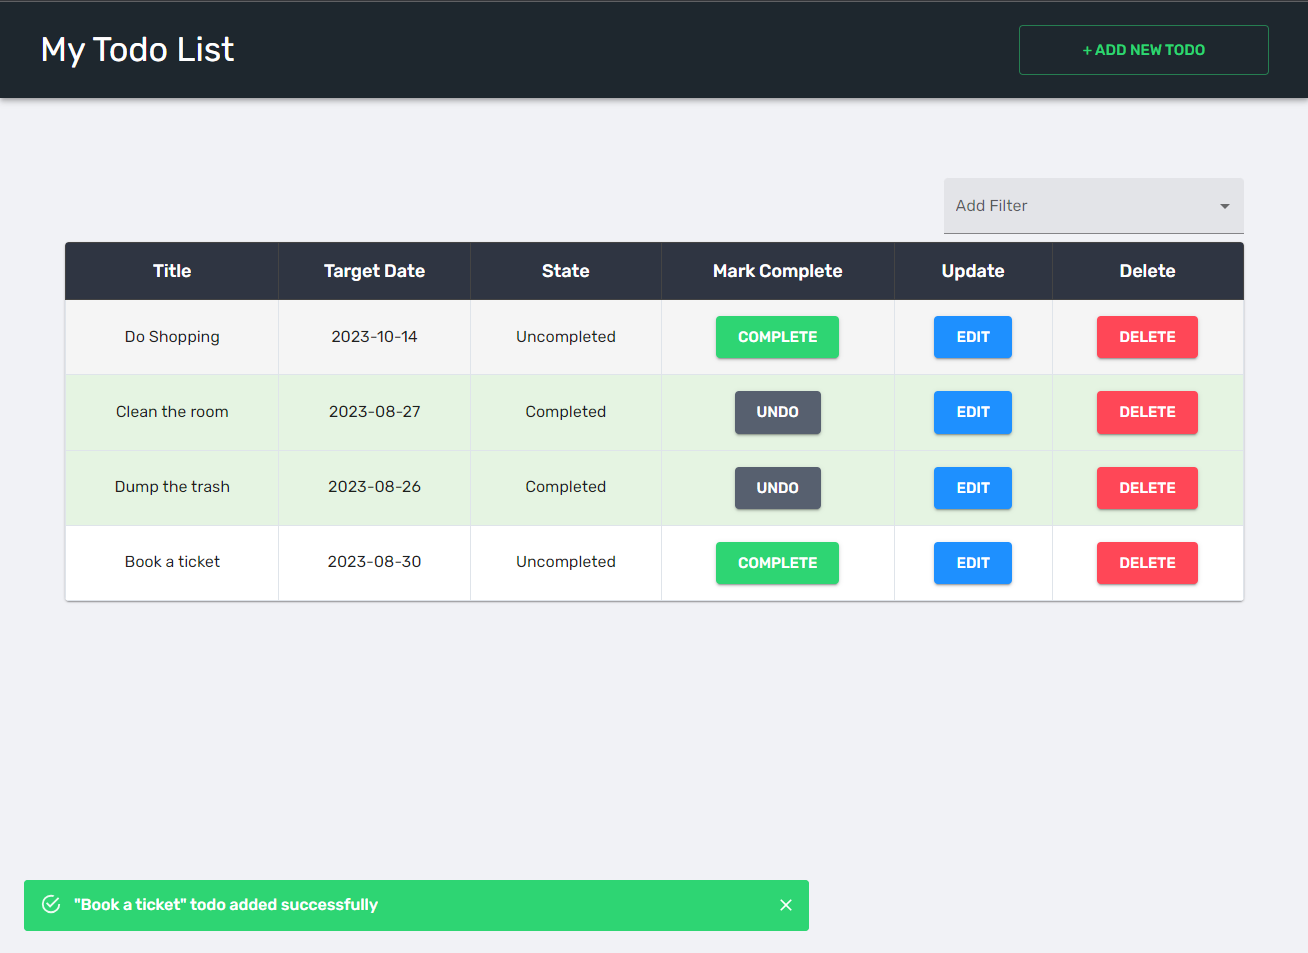 My Todo List
+ ADD NEW TODO
Add Filter
Title Target Date State Mark Complete Update Delete
Do Shopping 2023-10-14 Uncompleted COMPLETE EDIT DELETE
Clean the room 2023-08-27 Completed UNDO EDIT DELETE
Dump the trash 2023-08-26 Completed UNDO EDIT DELETE
Book a ticket 2023-08-30 Uncompleted COMPLETE EDIT DELETE
"Book a ticket" todo added successfully